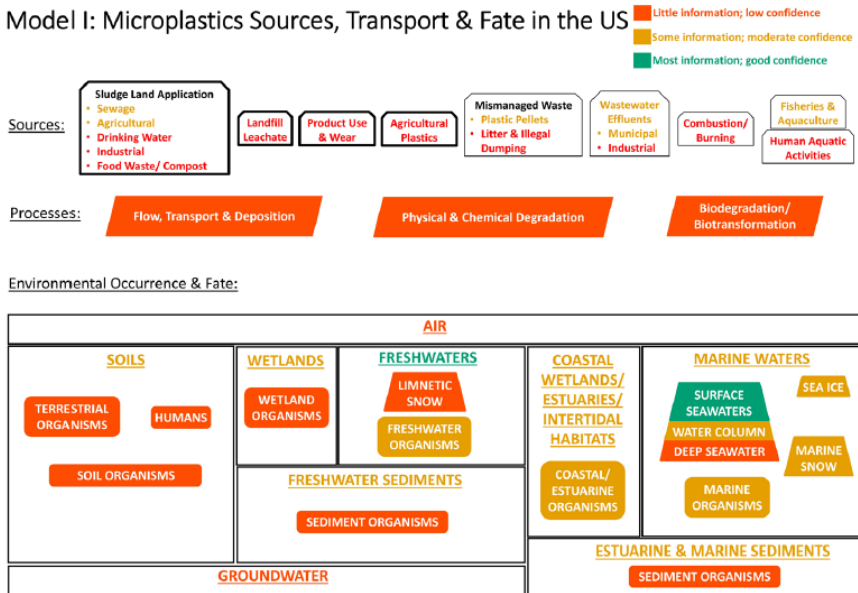 Model I: Microplastics Sources, Transport & Fate in the US
Little information; low confidence
Some information; moderate confidence
Most information; good confidence
Sources:
Sludge Land Application
• Sewage
• Agricultural
• Drinking Water
• Industrial
• Food Waste/ Compost
Landfill
Leachate
Product Use
& Wear
Agricultural
Plastics
Mismanaged Waste
• Plastic Pellets
• Litter & Illegal
Dumping
Wastewater
Effluents
• Municipal
• Industrial
Combustion/
Burning
Fisheries &
Aquaculture
Human Aquatic
Activities
Processes:
Flow, Transport & Deposition
Physical & Chemical Degradation
Biodegradation/
Biotransformation
Environmental Occurrence & Fate:
AIR
SOILS
TERRESTRIAL
ORGANISMS
HUMANS
SOIL ORGANISMS
WETLANDS
WETLAND
ORGANISMS
FRESHWATERS
LIMNETIC
SNOW
FRESHWATER
ORGANISMS
FRESHWATER SEDIMENTS
SEDIMENT ORGANISMS
GROUNDWATER
COASTAL
WETLANDS/
ESTUARIES/
INTERTIDAL
HABITATS
COASTAL/
ESTUARINE
ORGANISMS
MARINE WATERS
SURFACE
SEAWATERS
WATER COLUMN
DEEP SEAWATER
SEA ICE
MARINE
SNOW
MARINE
ORGANISMS
ESTUARINE & MARINE SEDIMENTS
SEDIMENT ORGANISMS